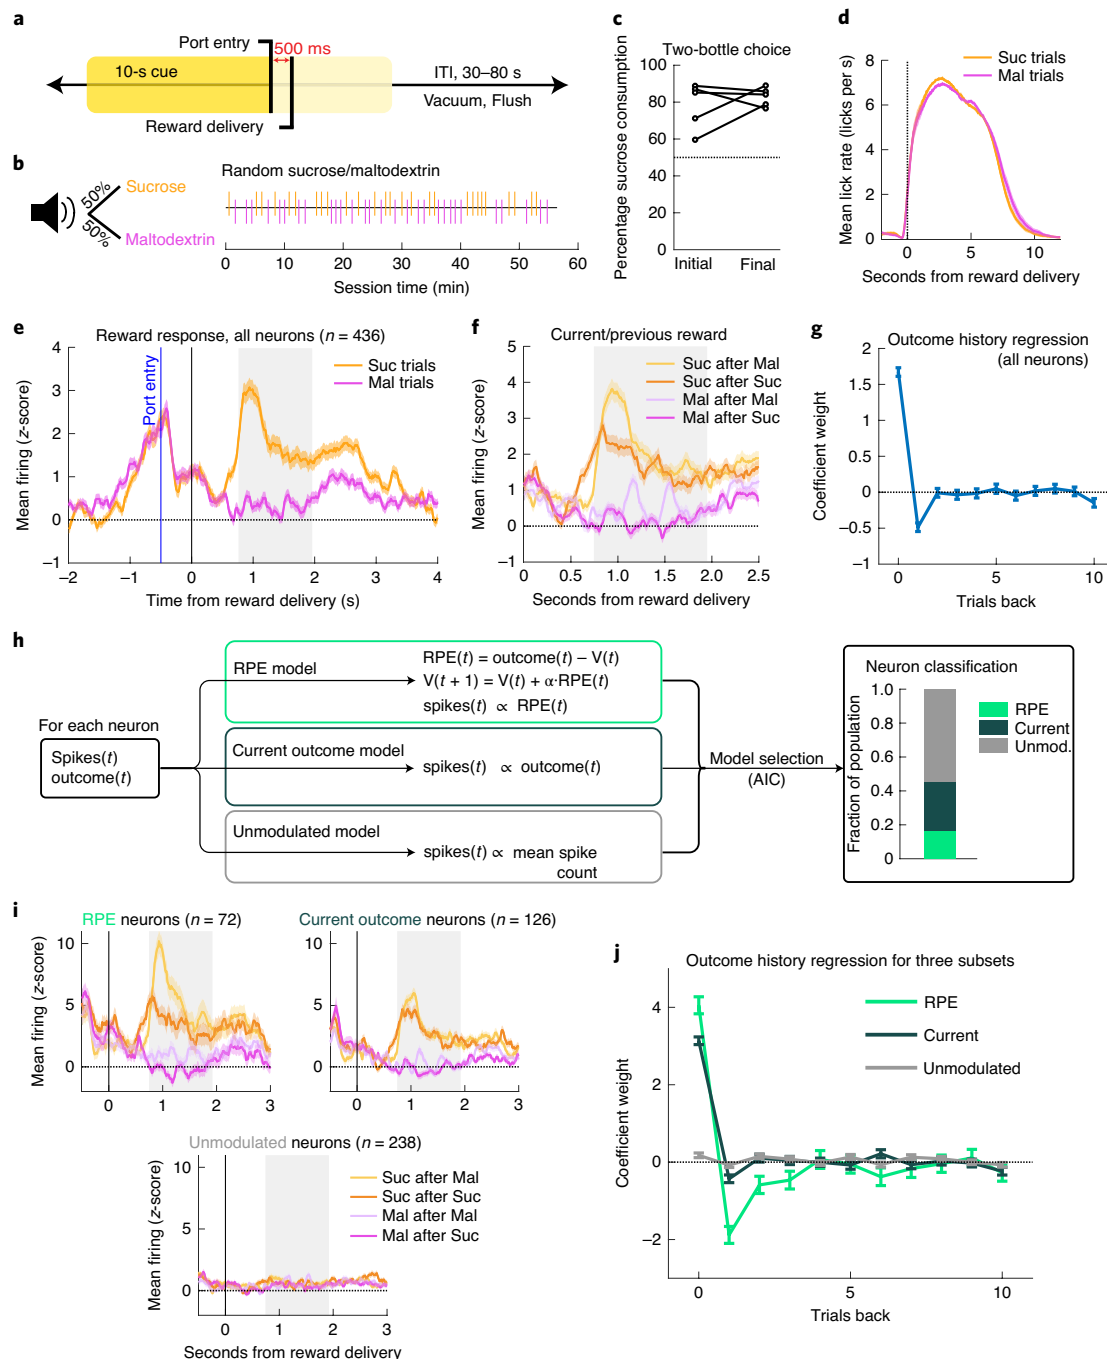 a
Port entry
500 ms
10-s cue
ITI, 30–80 s
Vacuum, Flush
Reward delivery
b
Random sucrose/maltodextrin
50%
Sucrose
50%
Maltodextrin
0 10 20 30 40 50 60
Session time (min)
c
Two-bottle choice
Percentage sucrose consumption
100
80
60
40
20
0
Initial Final
d
Suc trials
Mal trials
Mean lick rate (licks per s)
8
6
4
2
0
0 5 10
Seconds from reward delivery
e
Reward response, all neurons (n = 436)
Suc trials
Mal trials
Port entry
Mean firing (z-score)
4
3
2
1
0
–1
–2 –1 0 1 2 3 4
Time from reward delivery (s)
f
Current/previous reward
Suc after Mal
Suc after Suc
Mal after Mal
Mal after Suc
Mean firing (z-score)
5
4
3
2
1
0
–1
0 0.5 1.0 1.5 2.0 2.5
Seconds from reward delivery
g
Outcome history regression
(all neurons)
Coefficient weight
2.0
1.5
1.0
0.5
0
–0.5
–1
0 5 10
Trials back
h
For each neuron
Spikes(t)
outcome(t)
RPE model
RPE(t) = outcome(t) – V(t)
V(t + 1) = V(t) + α·RPE(t)
spikes(t) ∝ RPE(t)
Current outcome model
spikes(t) ∝ outcome(t)
Unmodulated model
spikes(t) ∝ mean spike
count
Model selection
(AIC)
Neuron classification
Fraction of population
1.0
0.8
0.6
0.4
0.2
0
RPE
Current
Unmod.
i
RPE neurons (n = 72)
Mean firing (z-score)
10
5
0
0 1 2 3
Current outcome neurons (n = 126)
10
5
0
0 1 2 3
Unmodulated neurons (n = 238)
Mean firing (z-score)
10
5
0
Suc after Mal
Suc after Suc
Mal after Mal
Mal after Suc
0 1 2 3
Seconds from reward delivery
j
Outcome history regression for three subsets
RPE
Current
Unmodulated
Coefficient weight
4
2
0
–2
0 5 10
Trials back